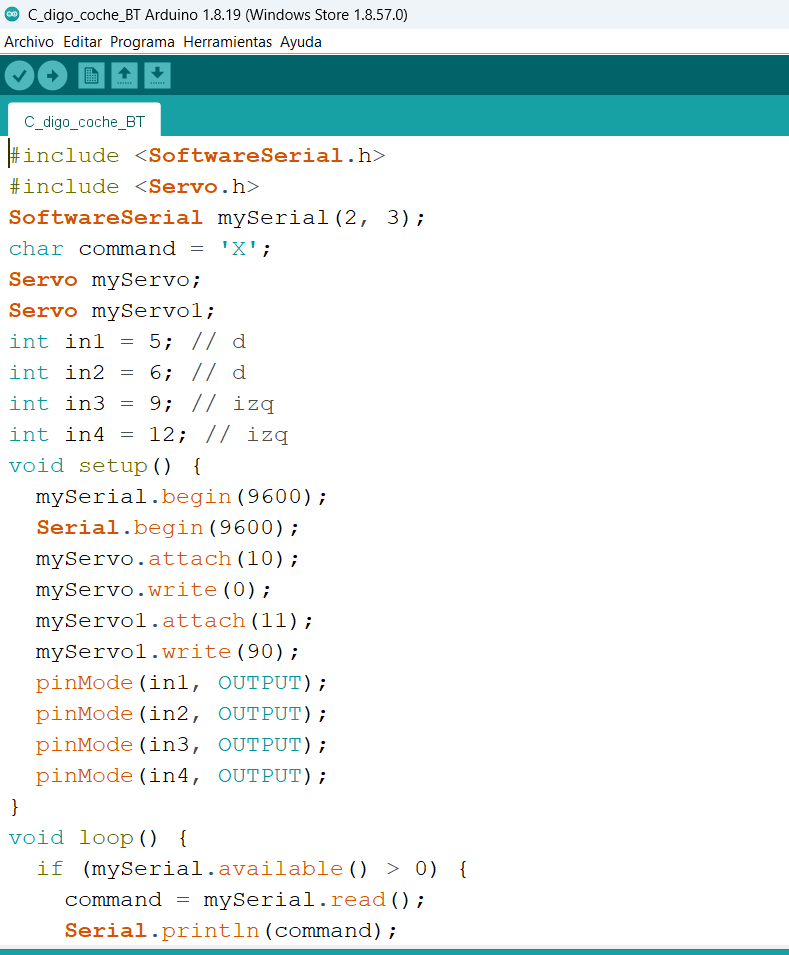 C_digo_coche_BT Arduino 1.8.19 (Windows Store 1.8.57.0)
Archivo Editar Programa Herramientas Ayuda
C_digo_coche_BT
#include <SoftwareSerial.h>
#include <Servo.h>
SoftwareSerial mySerial(2, 3);
char command = 'X';
Servo myServo;
Servo myServo1;
int in1 = 5; // d
int in2 = 6; // d
int in3 = 9; // izq
int in4 = 12; // izq
void setup() {
  mySerial.begin(9600);
  Serial.begin(9600);
  myServo.attach(10);
  myServo.write(0);
  myServo1.attach(11);
  myServo1.write(90);
  pinMode(in1, OUTPUT);
  pinMode(in2, OUTPUT);
  pinMode(in3, OUTPUT);
  pinMode(in4, OUTPUT);
}
void loop() {
  if (mySerial.available() > 0) {
    command = mySerial.read();
    Serial.println(command);